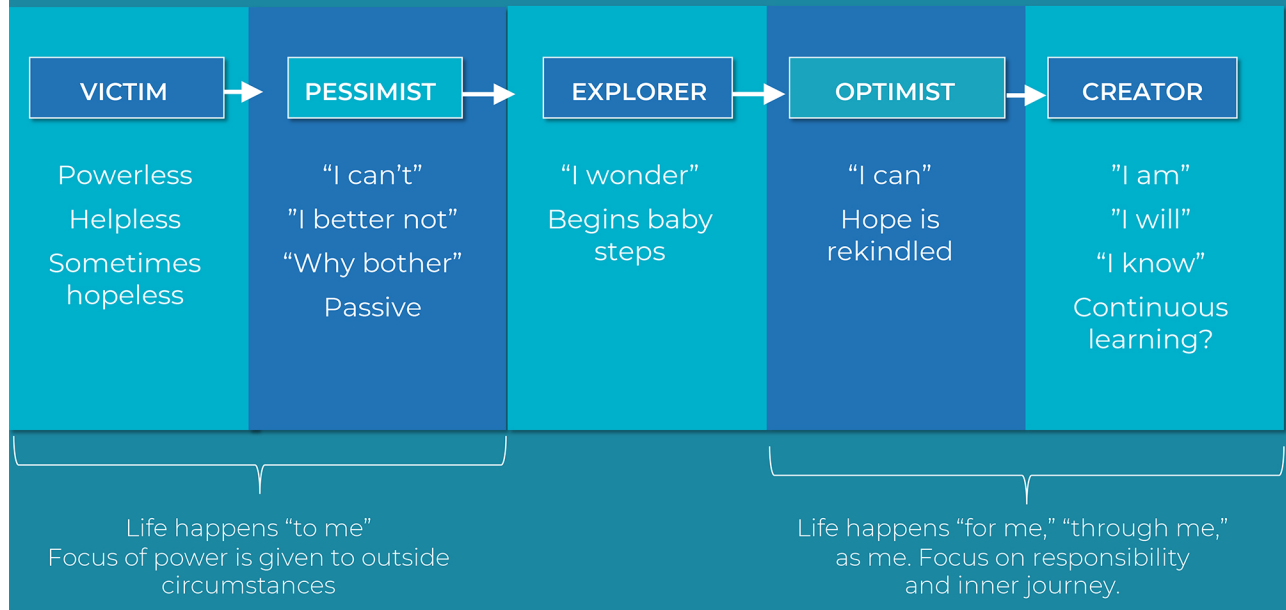 VICTIM
Powerless
Helpless
Sometimes
hopeless
PESSIMIST
“I can’t”
”I better not”
“Why bother”
Passive
EXPLORER
“I wonder”
Begins baby
steps
OPTIMIST
“I can”
Hope is
rekindled
CREATOR
”I am”
”I will”
“I know”
Continuous
learning?
Life happens “to me”
Focus of power is given to outside
circumstances
Life happens “for me,” “through me,”
as me. Focus on responsibility
and inner journey.